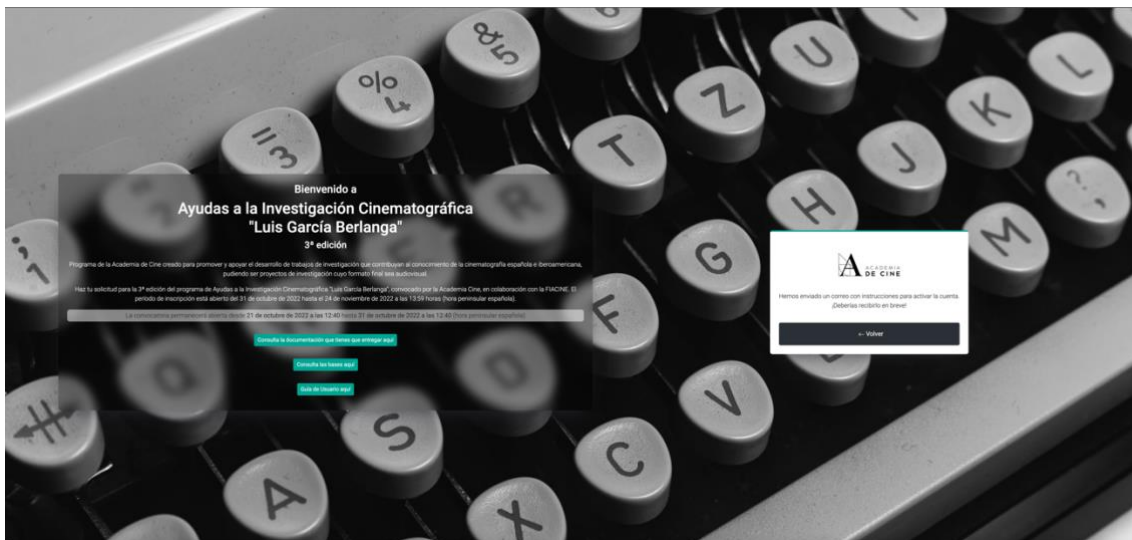 Bienvenido a
Ayudas a la Investigación Cinematográfica
"Luis García Berlanga"
3ª edición
Programa de la Academia de Cine creado para promover y apoyar el desarrollo de trabajos de investigación que contribuyan al conocimiento de la cinematografía española e iberoamericana,
pudiendo ser proyectos de investigación cuyo formato final sea audiovisual.
Haz tu solicitud para la 3ª edición del programa de Ayudas a la Investigación Cinematográfica "Luis García Berlanga", convocado por la Academia Cine, en colaboración con la FIACINE. El
período de inscripción está abierto del 31 de octubre de 2022 hasta el 24 de noviembre de 2022 a las 13:59 horas (hora peninsular española).
La convocatoria permanecerá abierta desde 21 de octubre de 2022 a las 12:40 hasta 31 de octubre de 2022 a las 12:40 (hora peninsular española)
Consulta la documentación que tienes que entregar aquí
Consulta las bases aquí
Guía de Usuario aquí
ACADEMIA
DE CINE
Hemos enviado un correo con instrucciones para activar la cuenta.
¡Deberías recibirlo en breve!
← Volver
& 5 6
% 4 Z U I L
= 3 T J K
2 R H M ? ,
; 1 G
F
Q D V
S C
A X